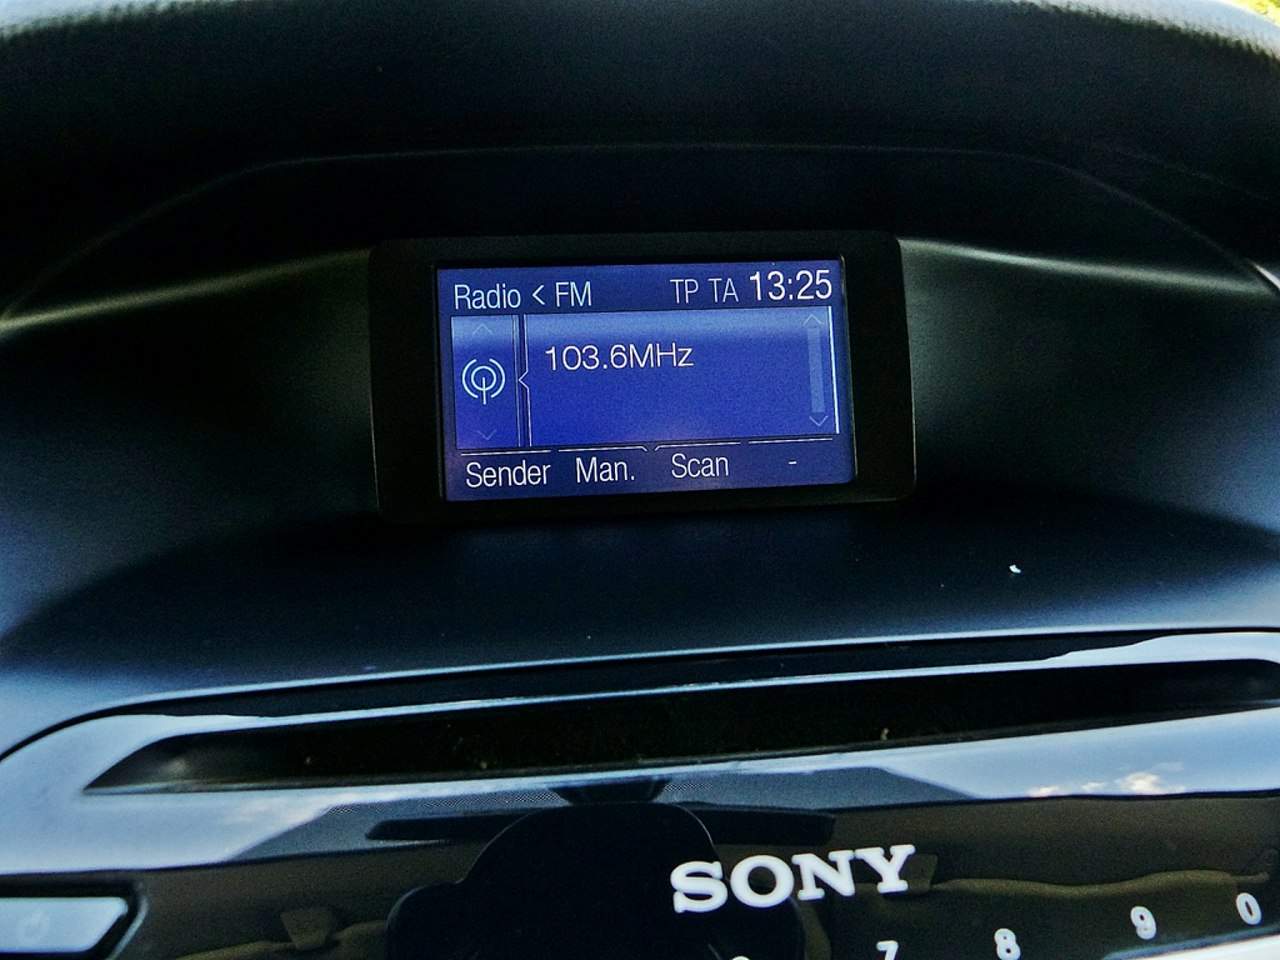 Radio < FM TP TA 13:25
103.6MHz
Sender Man. Scan -
SONY
7 8 9 0